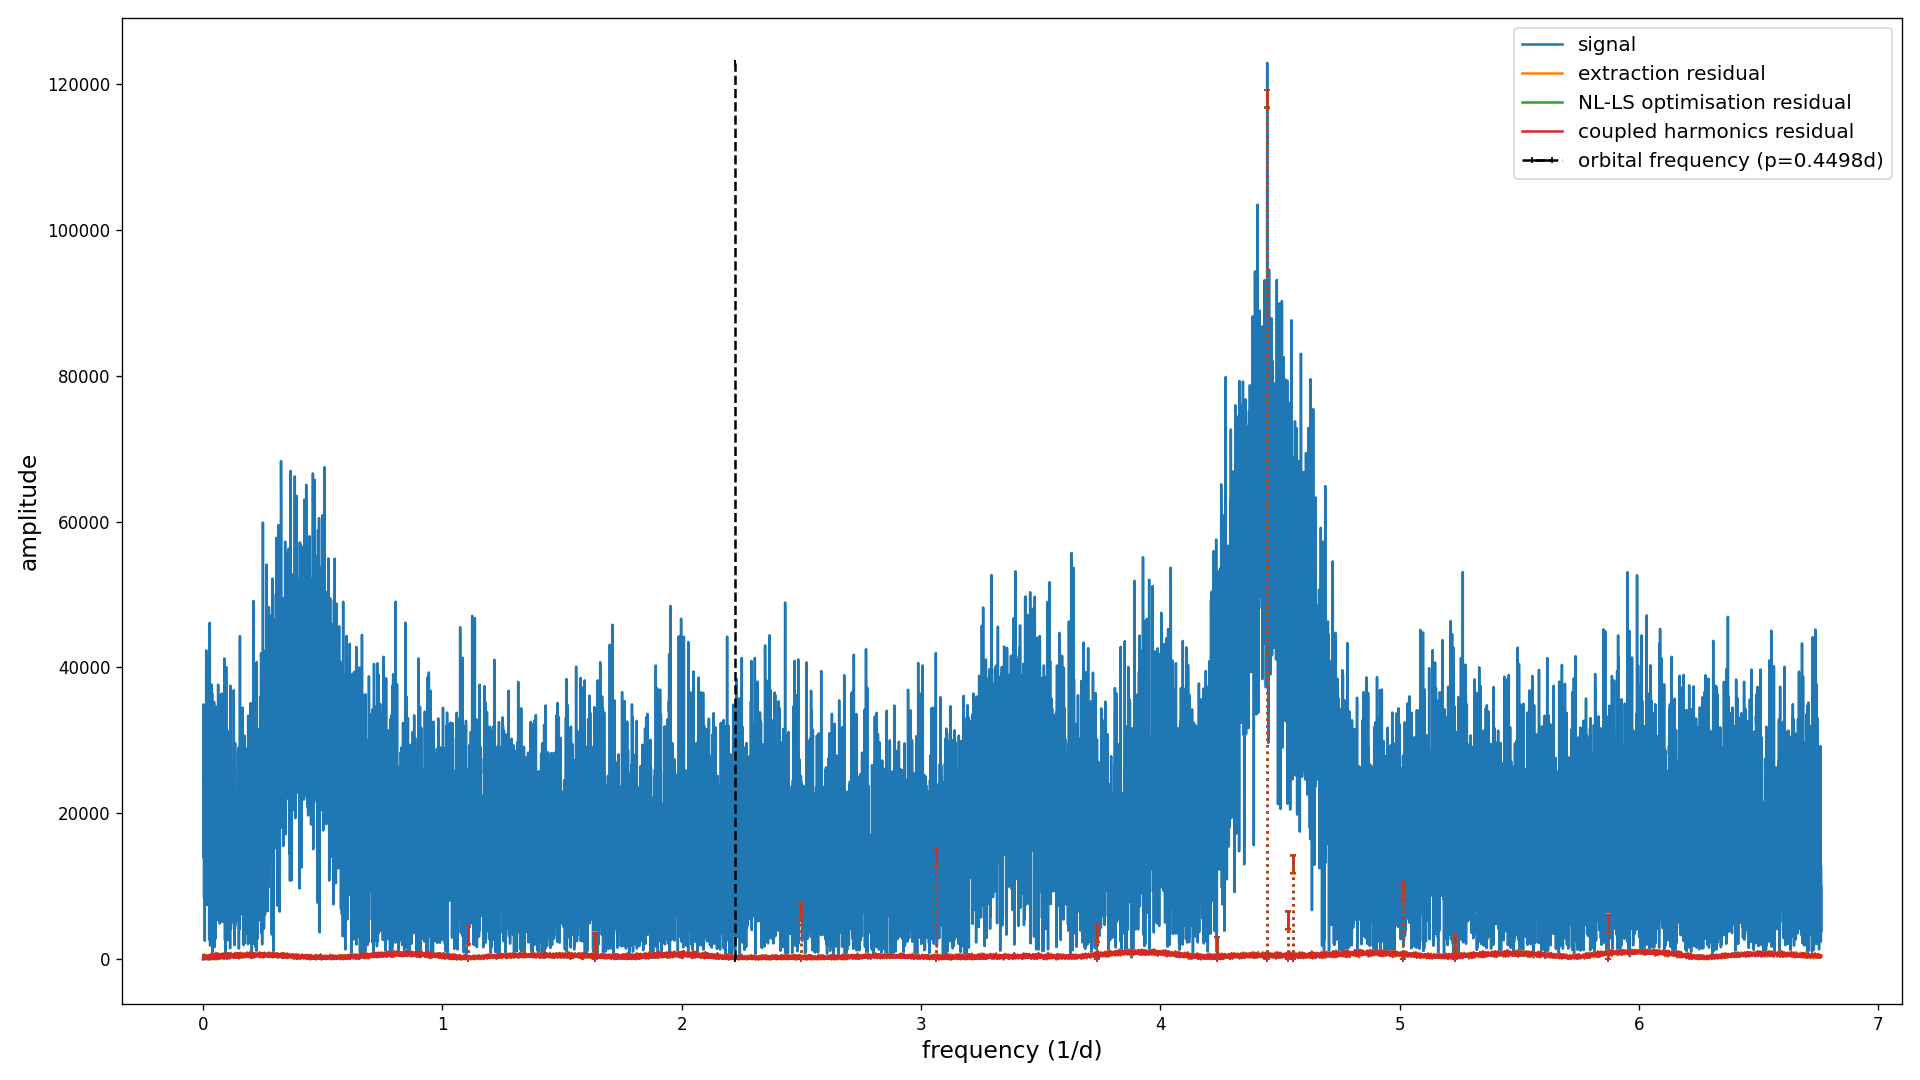 signal
extraction residual
NL-LS optimisation residual
coupled harmonics residual
orbital frequency (p=0.4498d)
120000
100000
80000
60000
40000
20000
0
amplitude
0 1 2 3 4 5 6 7
frequency (1/d)